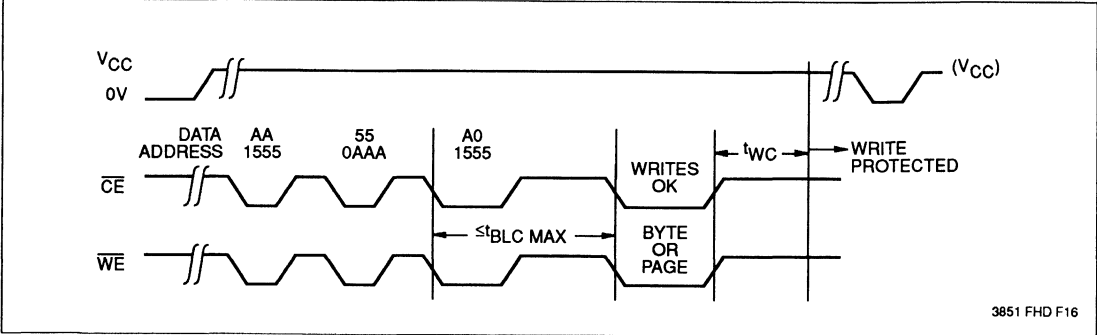 VCC
0V
(VCC)
DATA AA 55 A0
ADDRESS 1555 0AAA 1555
CE
WRITES
OK
tWC
WRITE
PROTECTED
≤tBLC MAX
BYTE
OR
PAGE
WE
3851 FHD F16